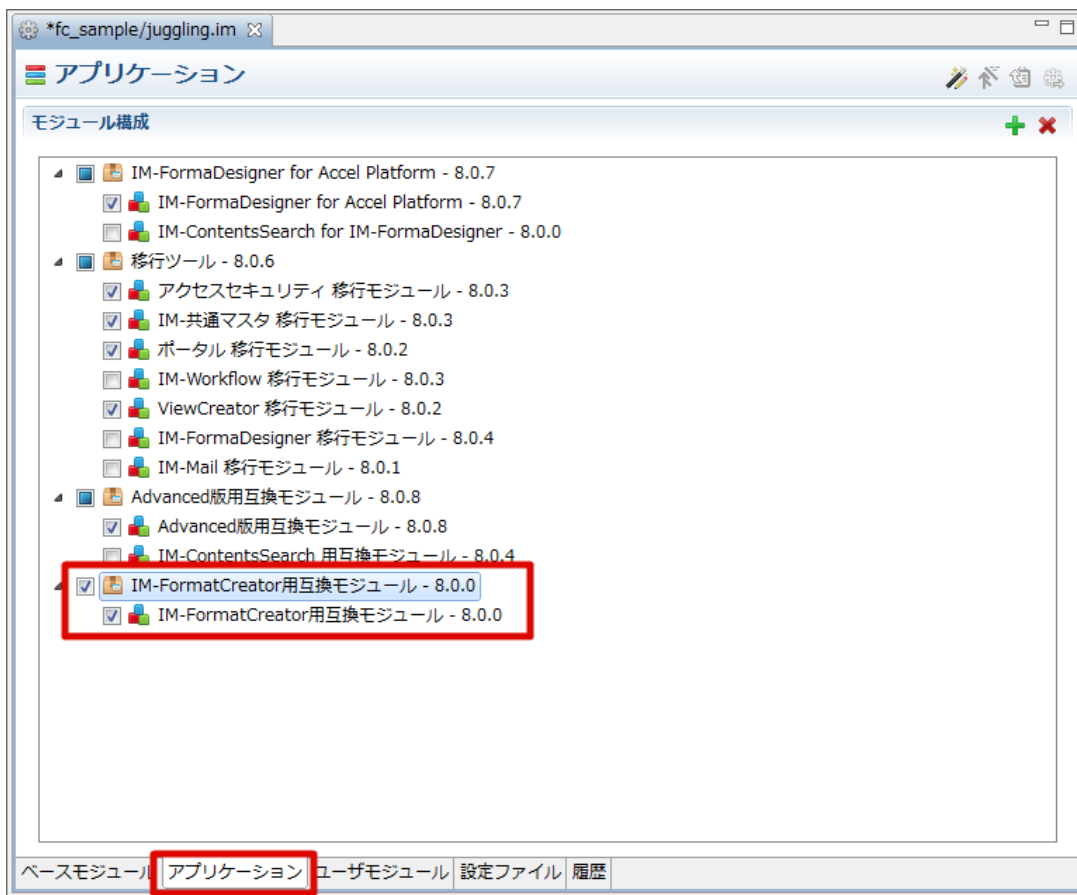 *fc_sample/juggling.im
アプリケーション
モジュール構成
IM-FormaDesigner for Accel Platform - 8.0.7
IM-FormaDesigner for Accel Platform - 8.0.7
IM-ContentsSearch for IM-FormaDesigner - 8.0.0
移行ツール - 8.0.6
アクセスセキュリティ 移行モジュール - 8.0.3
IM-共通マスタ 移行モジュール - 8.0.3
ポータル 移行モジュール - 8.0.2
IM-Workflow 移行モジュール - 8.0.3
ViewCreator 移行モジュール - 8.0.2
IM-FormaDesigner 移行モジュール - 8.0.4
IM-Mail 移行モジュール - 8.0.1
Advanced版用互換モジュール - 8.0.8
Advanced版用互換モジュール - 8.0.8
IM-ContentsSearch 用互換モジュール - 8.0.4
IM-FormatCreator用互換モジュール - 8.0.0
IM-FormatCreator用互換モジュール - 8.0.0
ベースモジュール アプリケーション ユーザモジュール 設定ファイル 履歴